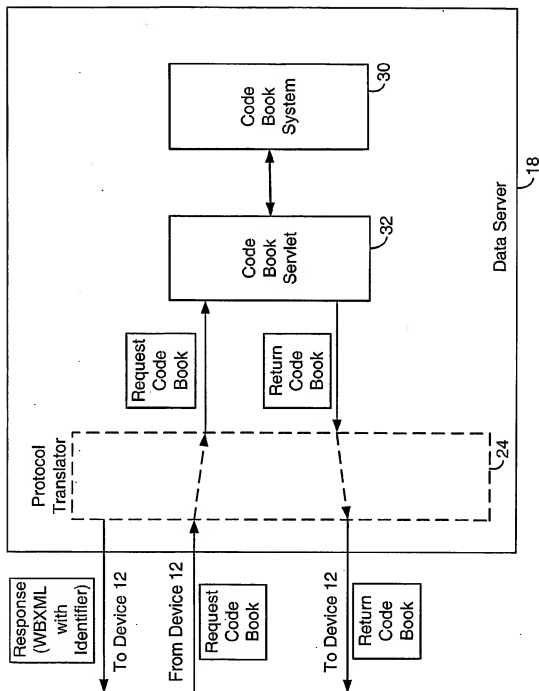 Response
(WBXML
with
Identifier)
To Device 12
From Device 12
Request
Code
Book
To Device 12
Return
Code
Book
Protocol
Translator
24
Request
Code
Book
Return
Code
Book
Code
Book
Servlet
32
Code
Book
System
30
Data Server
18